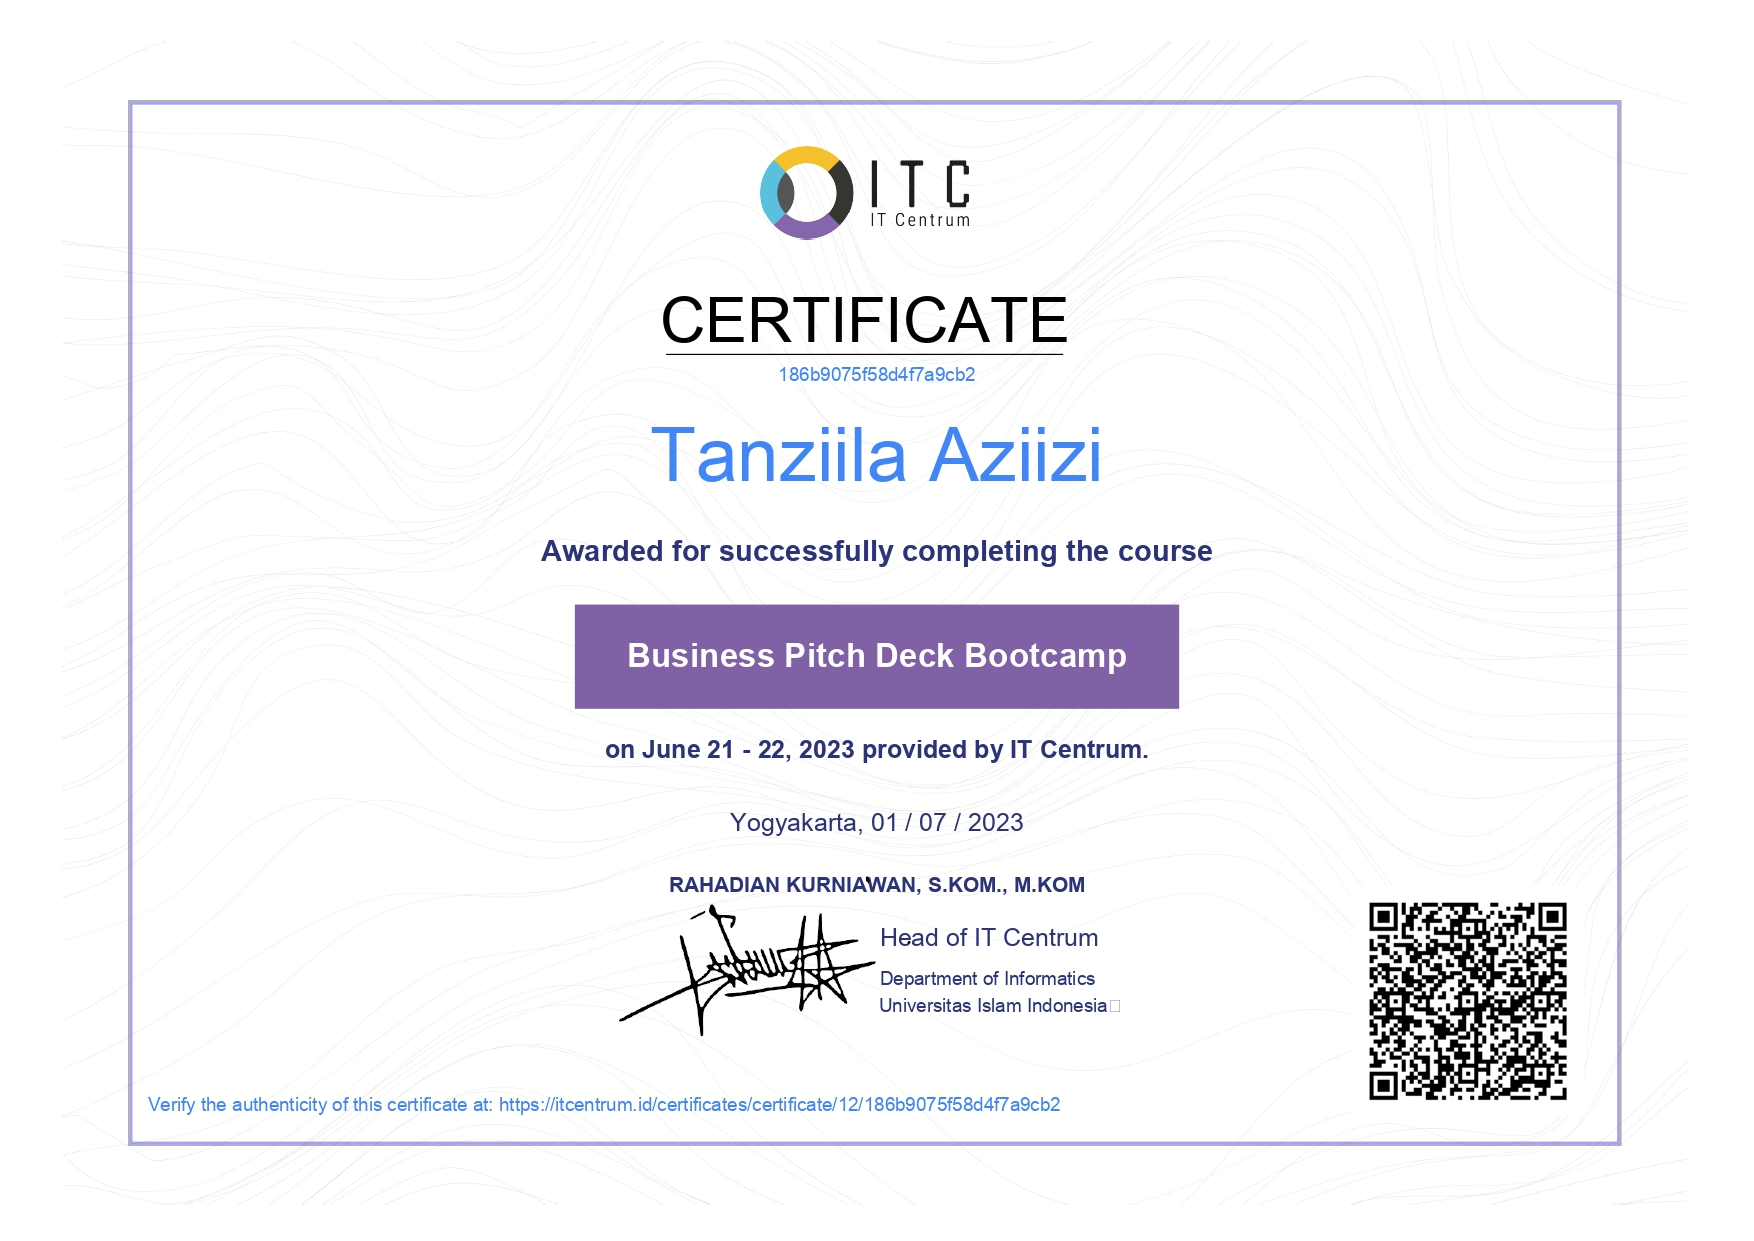 ITC
IT Centrum
CERTIFICATE
186b9075f58d4f7a9cb2
Tanziila Aziizi
Awarded for successfully completing the course
Business Pitch Deck Bootcamp
on June 21 - 22, 2023 provided by IT Centrum.
Yogyakarta, 01 / 07 / 2023
RAHADIAN KURNIAWAN, S.KOM., M.KOM
Head of IT Centrum
Department of Informatics
Universitas Islam Indonesia
Verify the authenticity of this certificate at: https://itcentrum.id/certificates/certificate/12/186b9075f58d4f7a9cb2